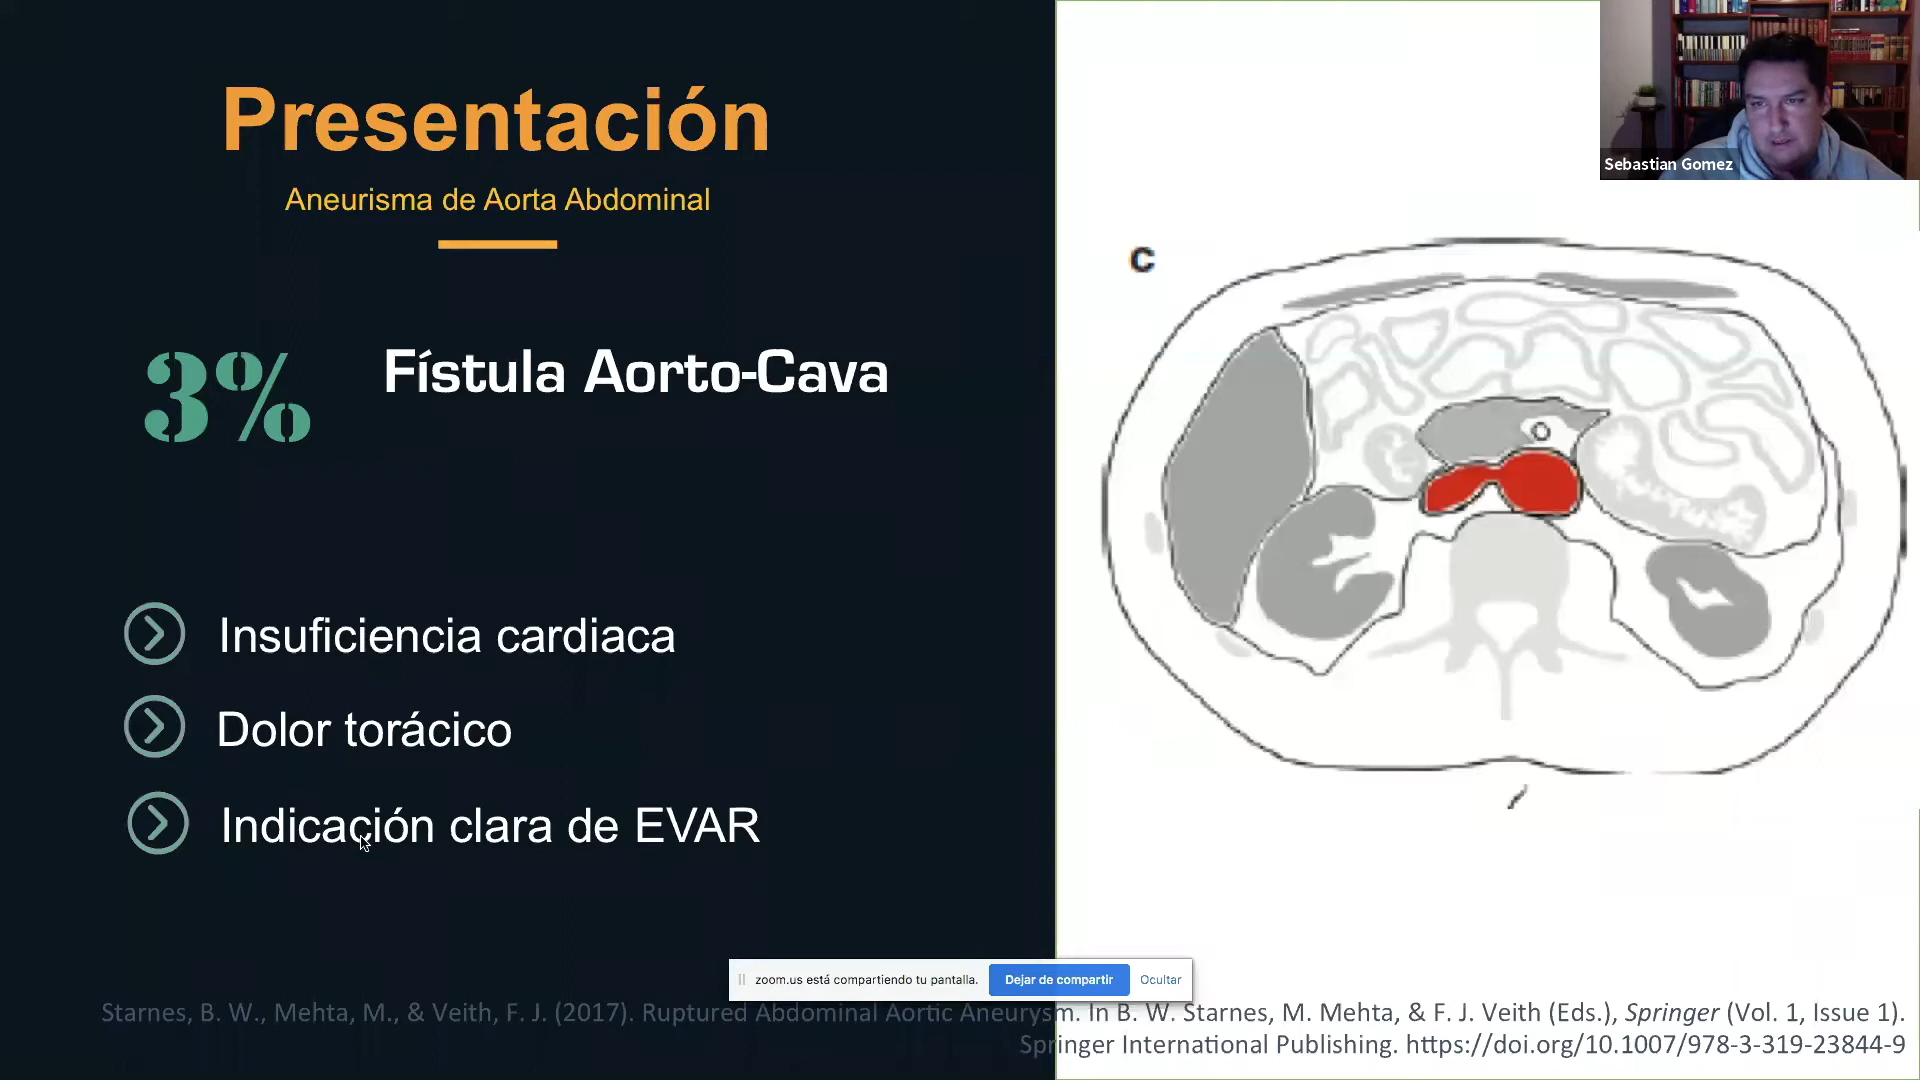 Presentación
Aneurisma de Aorta Abdominal
3%
Fístula Aorto-Cava
Insuficiencia cardiaca
Dolor torácico
Indicación clara de EVAR
C
Sebastian Gomez
zoom.us está compartiendo tu pantalla.
Dejar de compartir
Ocultar
Starnes, B. W., Mehta, M., & Veith, F. J. (2017). Ruptured Abdominal Aortic Aneurysm. In B. W. Starnes, M. Mehta, & F. J. Veith (Eds.), Springer (Vol. 1, Issue 1).
Springer International Publishing. https://doi.org/10.1007/978-3-319-23844-9